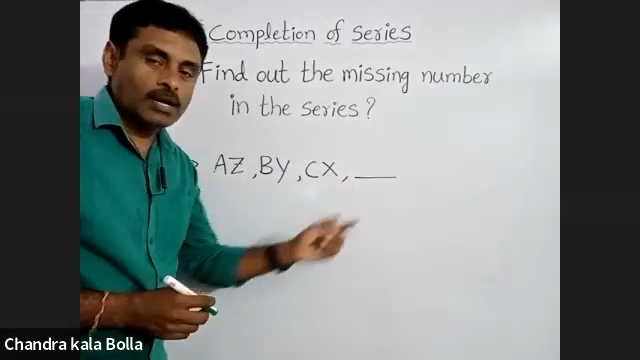 Completion of series
Find out the missing number
in the series?
AZ, BY, CX, ___
Chandra kala Bolla